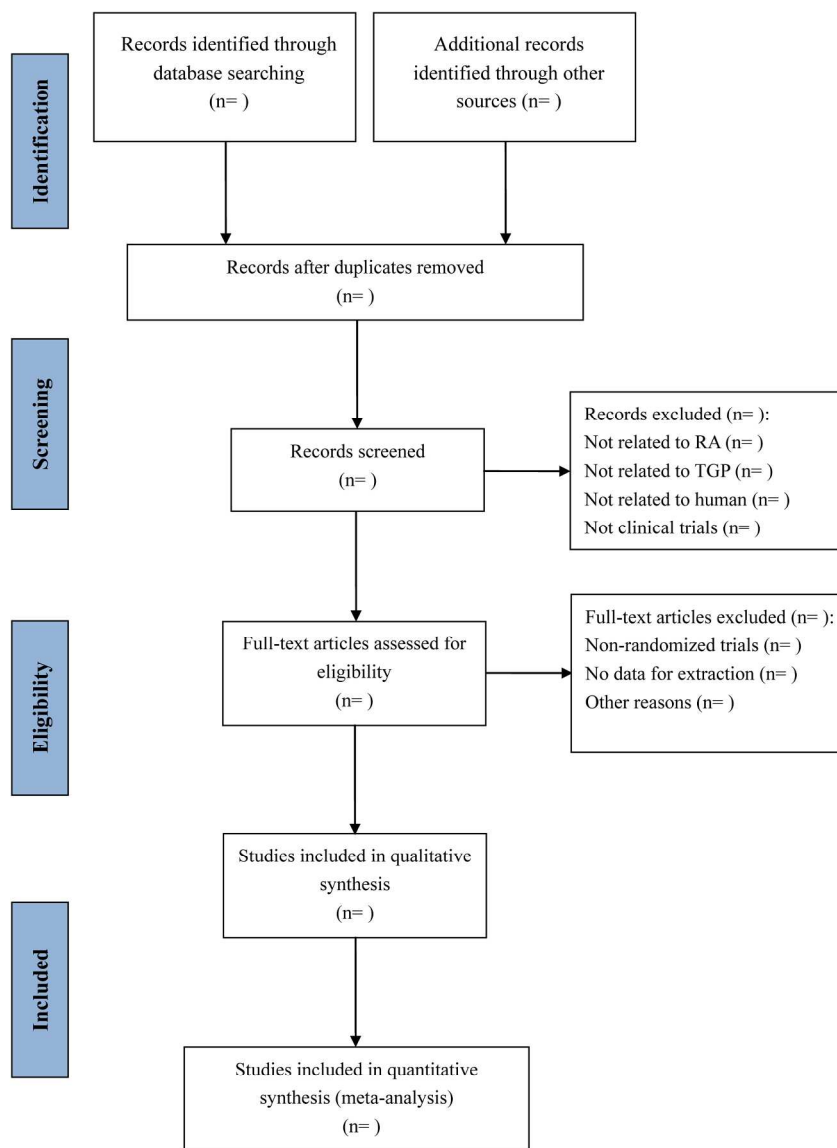 Identification
Records identified through
database searching
(n= )
Additional records
identified through other
sources (n= )
Records after duplicates removed
(n= )
Screening
Records screened
(n= )
Records excluded (n= ):
Not related to RA (n= )
Not related to TGP (n= )
Not related to human (n= )
Not clinical trials (n= )
Eligibility
Full-text articles assessed for
eligibility
(n= )
Full-text articles excluded (n= ):
Non-randomized trials (n= )
No data for extraction (n= )
Other reasons (n= )
Included
Studies included in qualitative
synthesis
(n= )
Studies included in quantitative
synthesis (meta-analysis)
(n= )